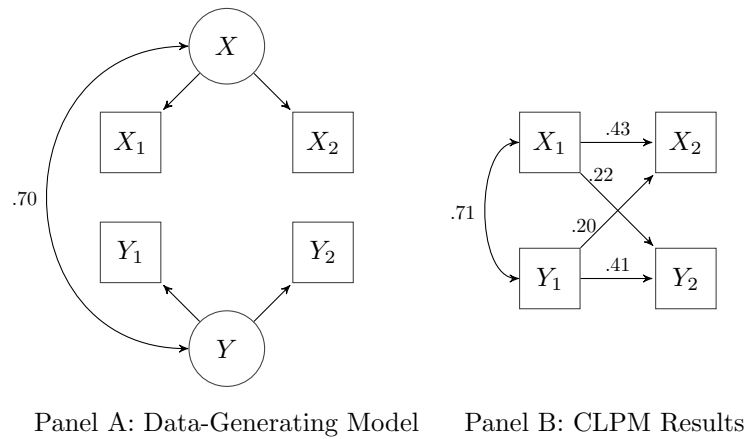 X
X1
X2
.70
Y1
Y2
Y
Panel A: Data-Generating Model
X1
.43
X2
.22
.71
.20
Y1
.41
Y2
Panel B: CLPM Results